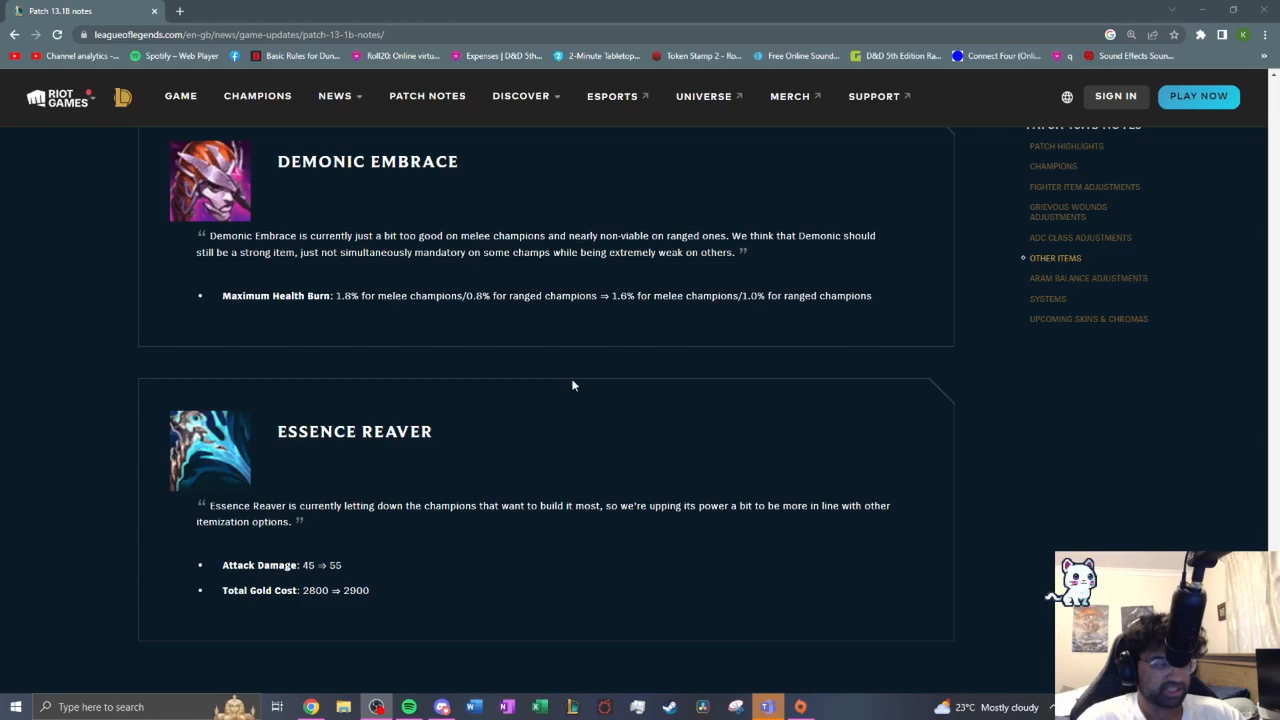 Patch 13.1B notes
leagueoflegends.com/en-gb/news/game-updates/patch-13-1b-notes/
Channel analytics -...
Spotify – Web Player
Basic Rules for Dun...
Roll20: Online virtu...
Expenses | D&D 5th...
2-Minute Tabletop...
Token Stamp 2 - Co...
Free Online Sound...
D&D 5th Edition Ra...
Connect Four (Onli...
q
Sound Effects Soun...
RIOT GAMES
GAME
CHAMPIONS
NEWS
PATCH NOTES
DISCOVER
ESPORTS
UNIVERSE
MERCH
SUPPORT
SIGN IN
PLAY NOW
DEMONIC EMBRACE
“ Demonic Embrace is currently just a bit too good on melee champions and nearly non-viable on ranged ones. We think that Demonic should
still be a strong item, just not simultaneously mandatory on some champs while being extremely weak on others. ”
• Maximum Health Burn: 1.8% for melee champions/0.8% for ranged champions ⇒ 1.6% for melee champions/1.0% for ranged champions
ESSENCE REAVER
“ Essence Reaver is currently letting down the champions that want to build it most, so we're upping its power a bit to be more in line with other
itemization options. ”
• Attack Damage: 45 ⇒ 55
• Total Gold Cost: 2800 ⇒ 2900
PATCH 13.1B NOTES
PATCH HIGHLIGHTS
CHAMPIONS
FIGHTER ITEM ADJUSTMENTS
GRIEVOUS WOUNDS
ADJUSTMENTS
ADC CLASS ADJUSTMENTS
OTHER ITEMS
ARAM BALANCE ADJUSTMENTS
SYSTEMS
UPCOMING SKINS & CHROMAS
Type here to search
23°C Mostly cloudy